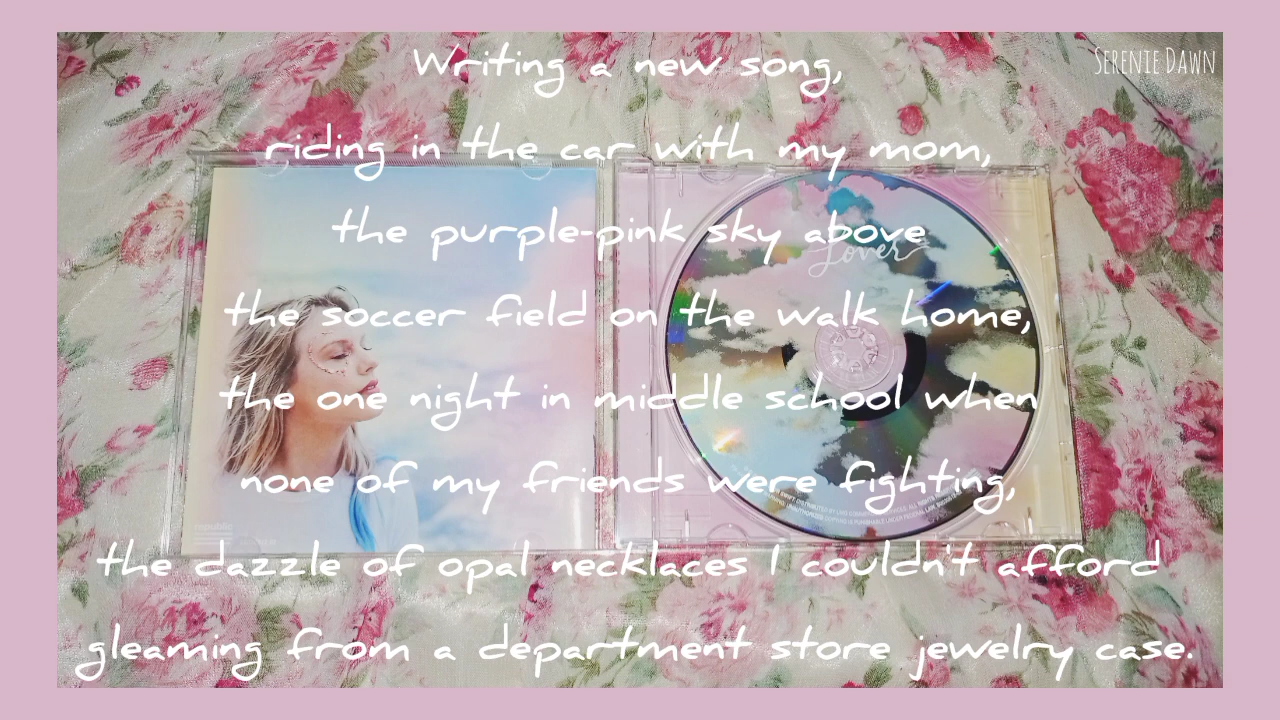 Writing a new song,
SERENIE DAWN
riding in the car with my mom,
the purple-pink sky above
Lover
the soccer field on the walk home,
the one night in middle school when
none of my friends were fighting,
the dazzle of opal necklaces I couldn't afford
gleaming from a department store jewelry case.